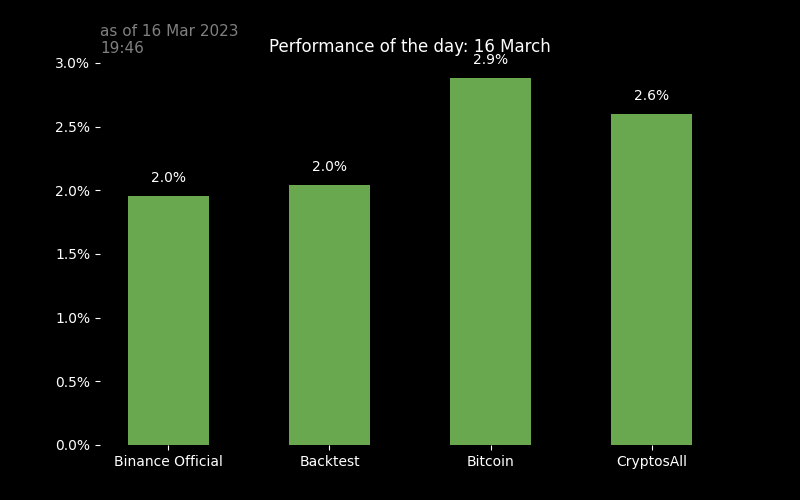 as of 16 Mar 2023
19:46
Performance of the day: 16 March
3.0%
2.5%
2.0%
1.5%
1.0%
0.5%
0.0%
2.0%
2.0%
2.9%
2.6%
Binance Official
Backtest
Bitcoin
CryptosAll